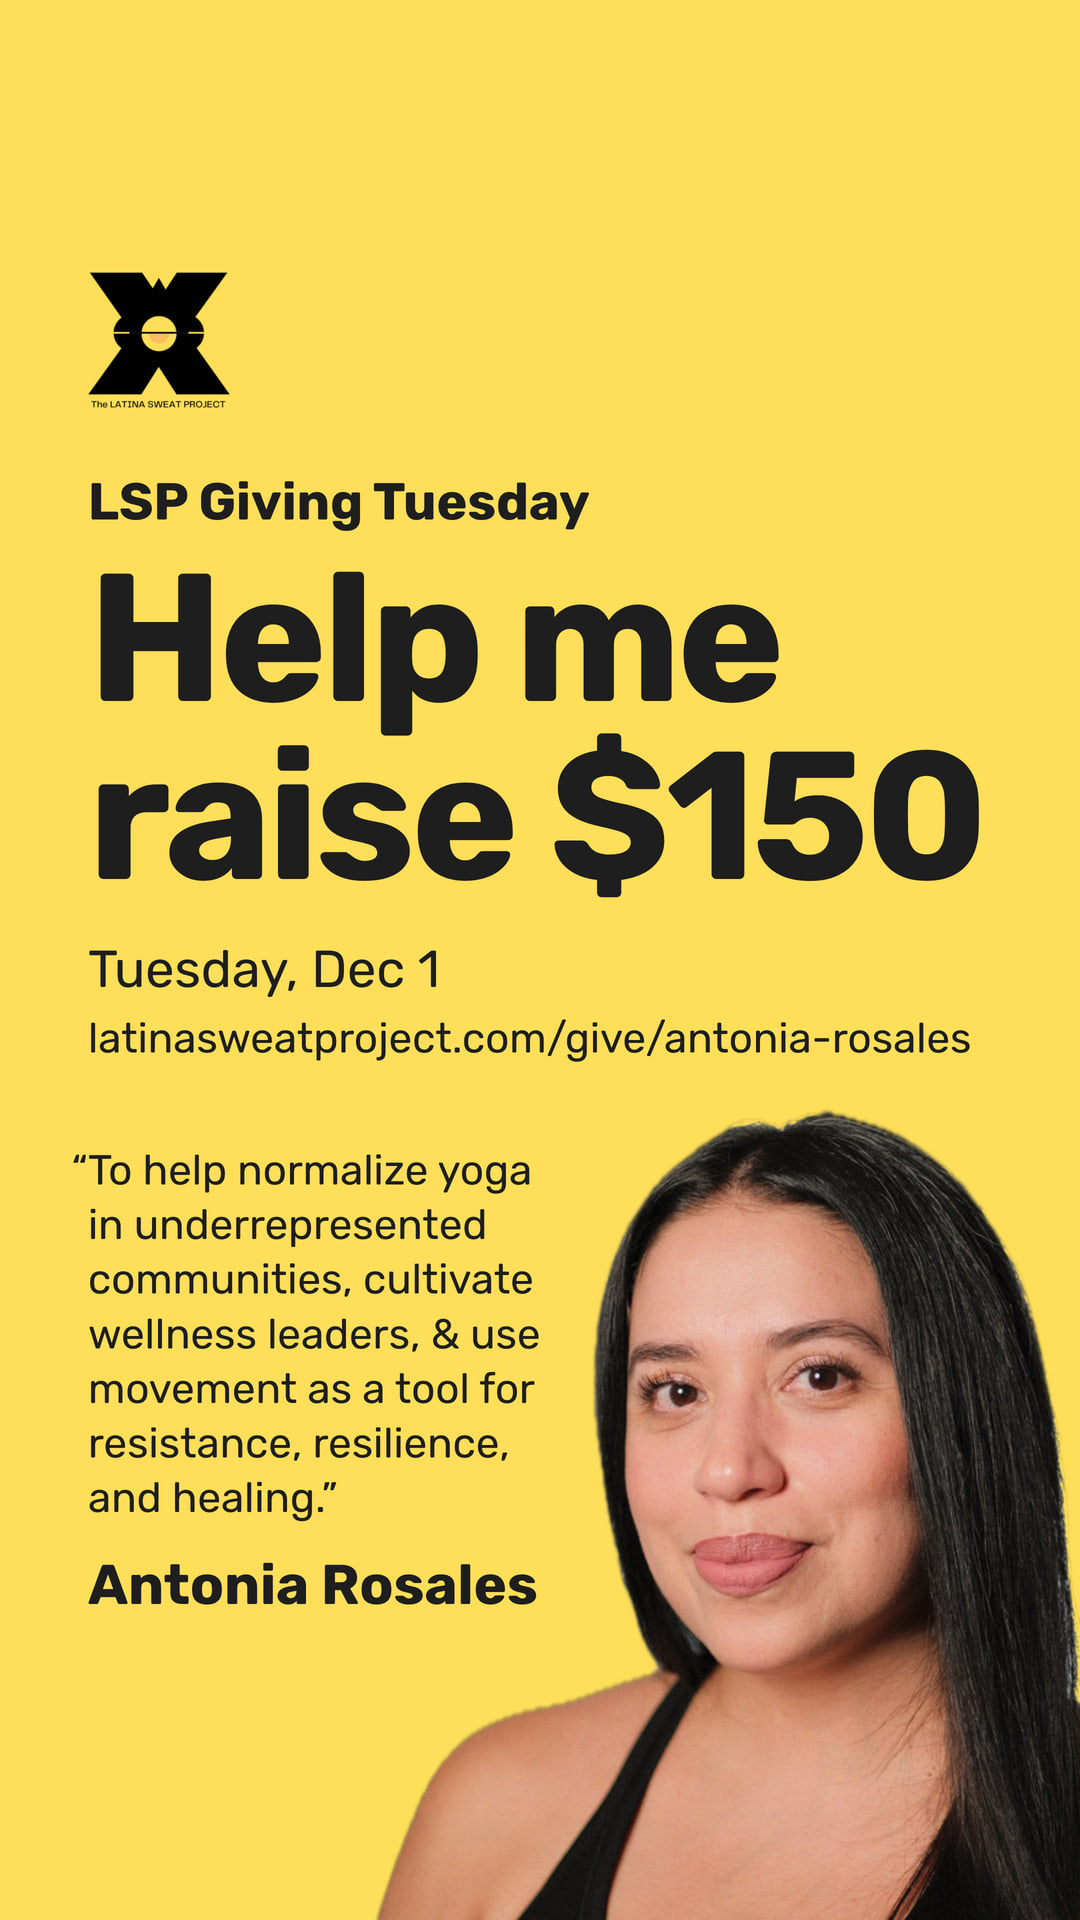 The LATINA SWEAT PROJECT
LSP Giving Tuesday
Help me
raise $150
Tuesday, Dec 1
latinasweatproject.com/give/antonia-rosales
“To help normalize yoga
in underrepresented
communities, cultivate
wellness leaders, & use
movement as a tool for
resistance, resilience,
and healing.”
Antonia Rosales